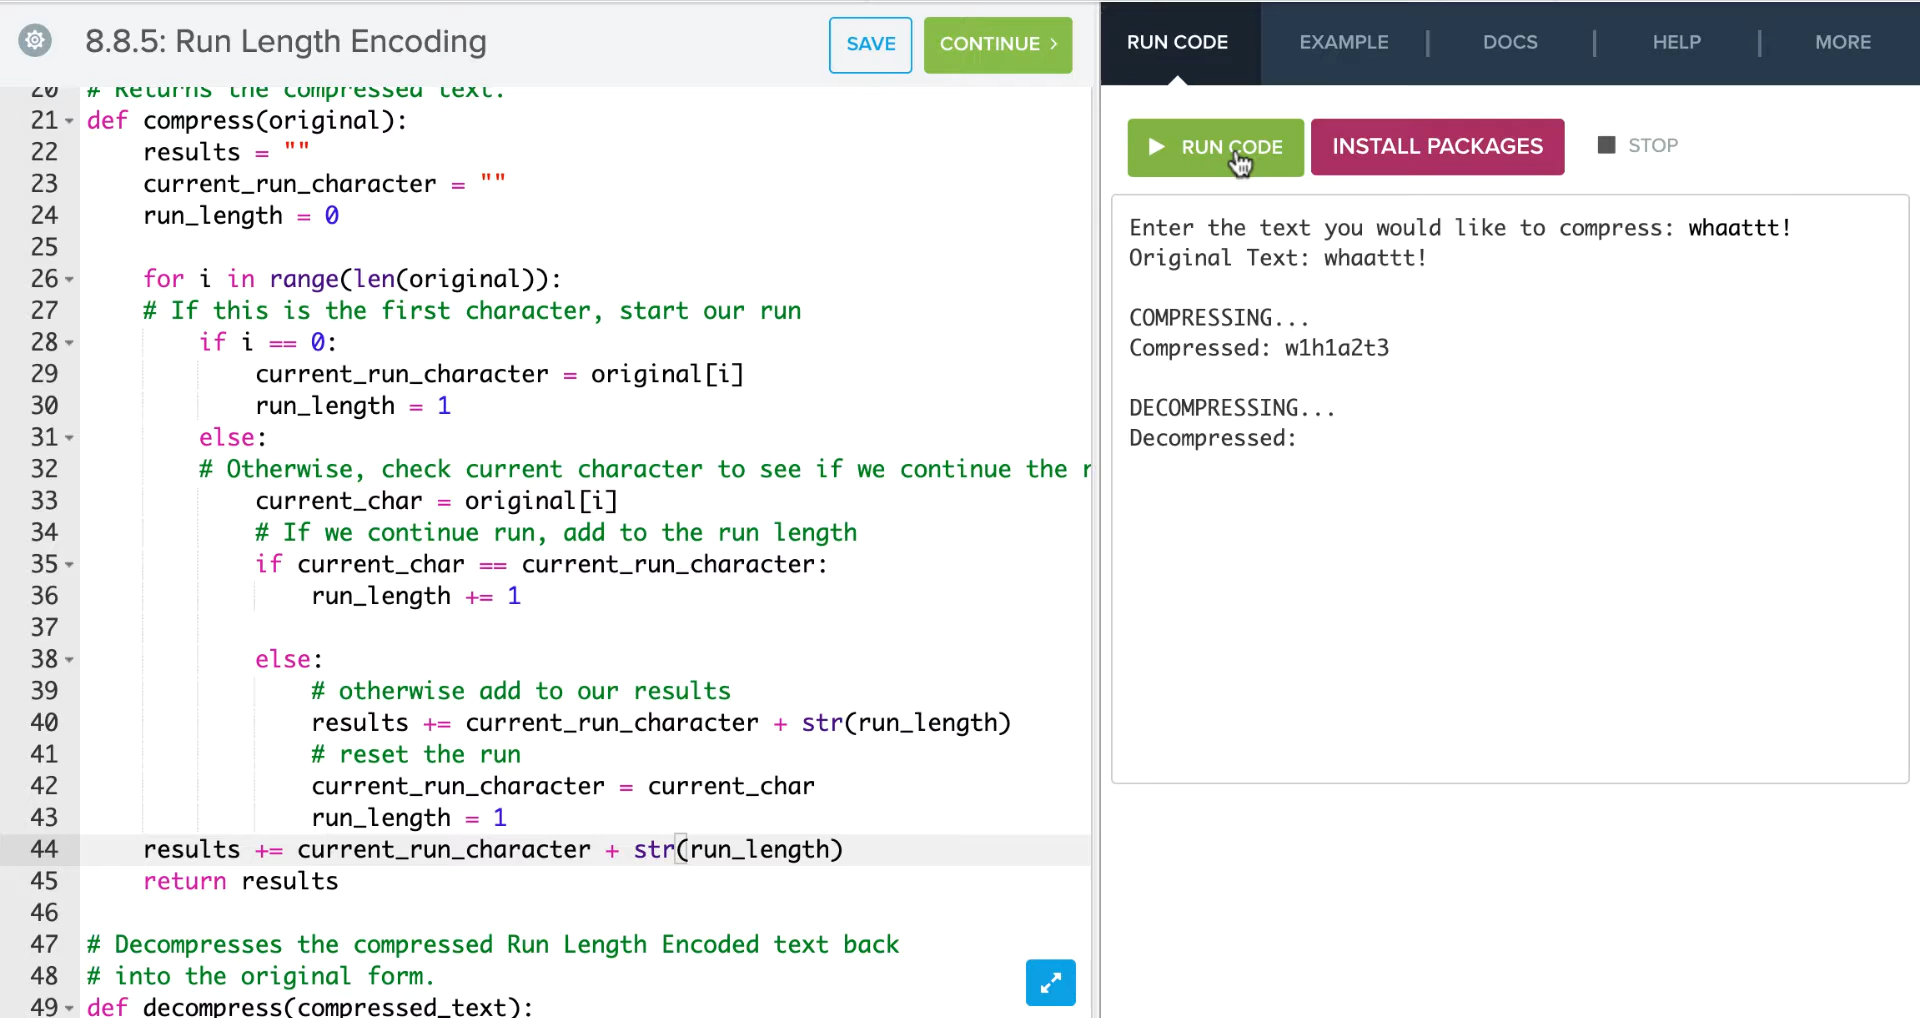 8.8.5: Run Length Encoding
SAVE
CONTINUE >
20 # Returns the compressed text.
21 def compress(original):
22 results = ""
23 current_run_character = ""
24 run_length = 0
25
26 for i in range(len(original)):
27 # If this is the first character, start our run
28 if i == 0:
29 current_run_character = original[i]
30 run_length = 1
31 else:
32 # Otherwise, check current character to see if we continue the r
33 current_char = original[i]
34 # If we continue run, add to the run length
35 if current_char == current_run_character:
36 run_length += 1
37
38 else:
39 # otherwise add to our results
40 results += current_run_character + str(run_length)
41 # reset the run
42 current_run_character = current_char
43 run_length = 1
44 results += current_run_character + str(run_length)
45 return results
46
47 # Decompresses the compressed Run Length Encoded text back
48 # into the original form.
49 def decompress(compressed_text):
RUN CODE
EXAMPLE
DOCS
HELP
MORE
RUN CODE
INSTALL PACKAGES
STOP
Enter the text you would like to compress: whaattt!
Original Text: whaattt!
COMPRESSING...
Compressed: w1h1a2t3
DECOMPRESSING...
Decompressed: